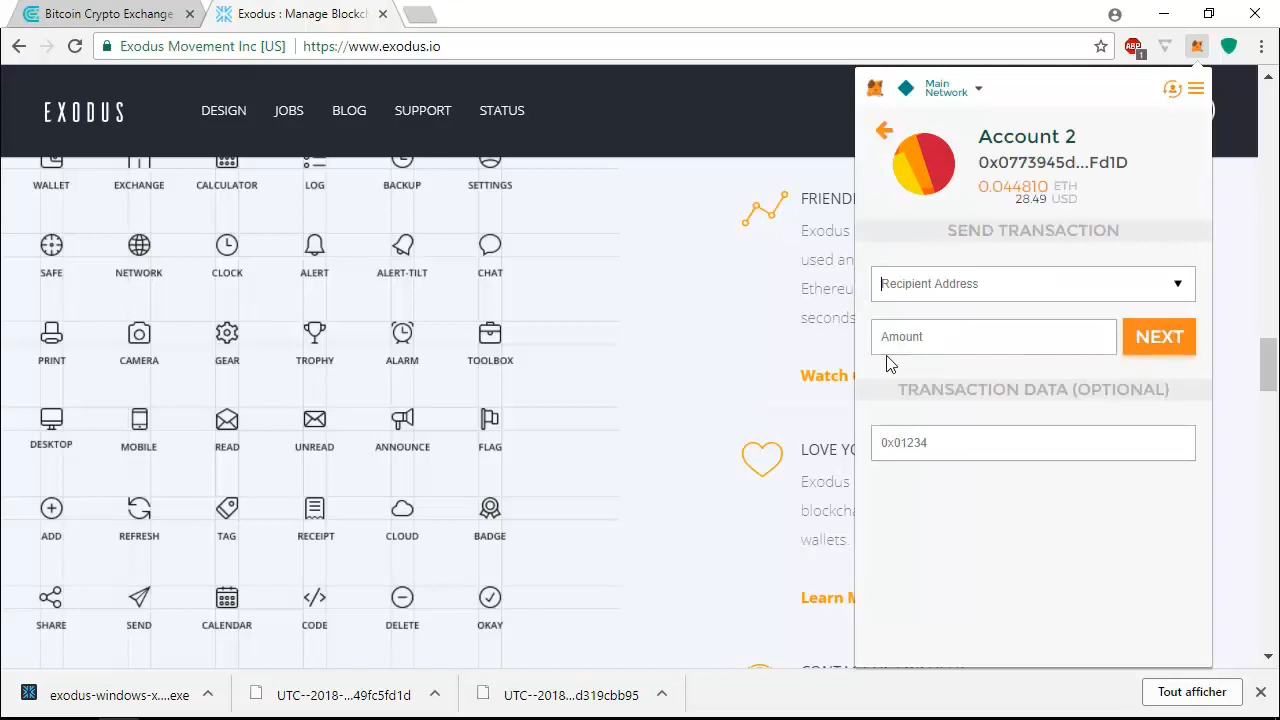 Bitcoin Crypto Exchange
Exodus : Manage Blockch
Exodus Movement Inc [US]
https://www.exodus.io
ABP
1
EXODUS
DESIGN
JOBS
BLOG
SUPPORT
STATUS
WALLET
EXCHANGE
CALCULATOR
LOG
BACKUP
SETTINGS
SAFE
NETWORK
CLOCK
ALERT
ALERT-TILT
CHAT
PRINT
CAMERA
GEAR
TROPHY
ALARM
TOOLBOX
DESKTOP
MOBILE
READ
UNREAD
ANNOUNCE
FLAG
ADD
REFRESH
TAG
RECEIPT
CLOUD
BADGE
SHARE
SEND
CALENDAR
CODE
DELETE
OKAY
FRIEND
Exodus
used an
Ethereu
seconds
Watch
LOVE YO
Exodus
blockcha
wallets.
Learn M
Main
Network
Account 2
0x0773945d...Fd1D
0.044810 ETH
28.49 USD
SEND TRANSACTION
Recipient Address
Amount
NEXT
TRANSACTION DATA (OPTIONAL)
0x01234
exodus-windows-x....exe
UTC--2018-...49fc5fd1d
UTC--2018...d319cbb95
Tout afficher